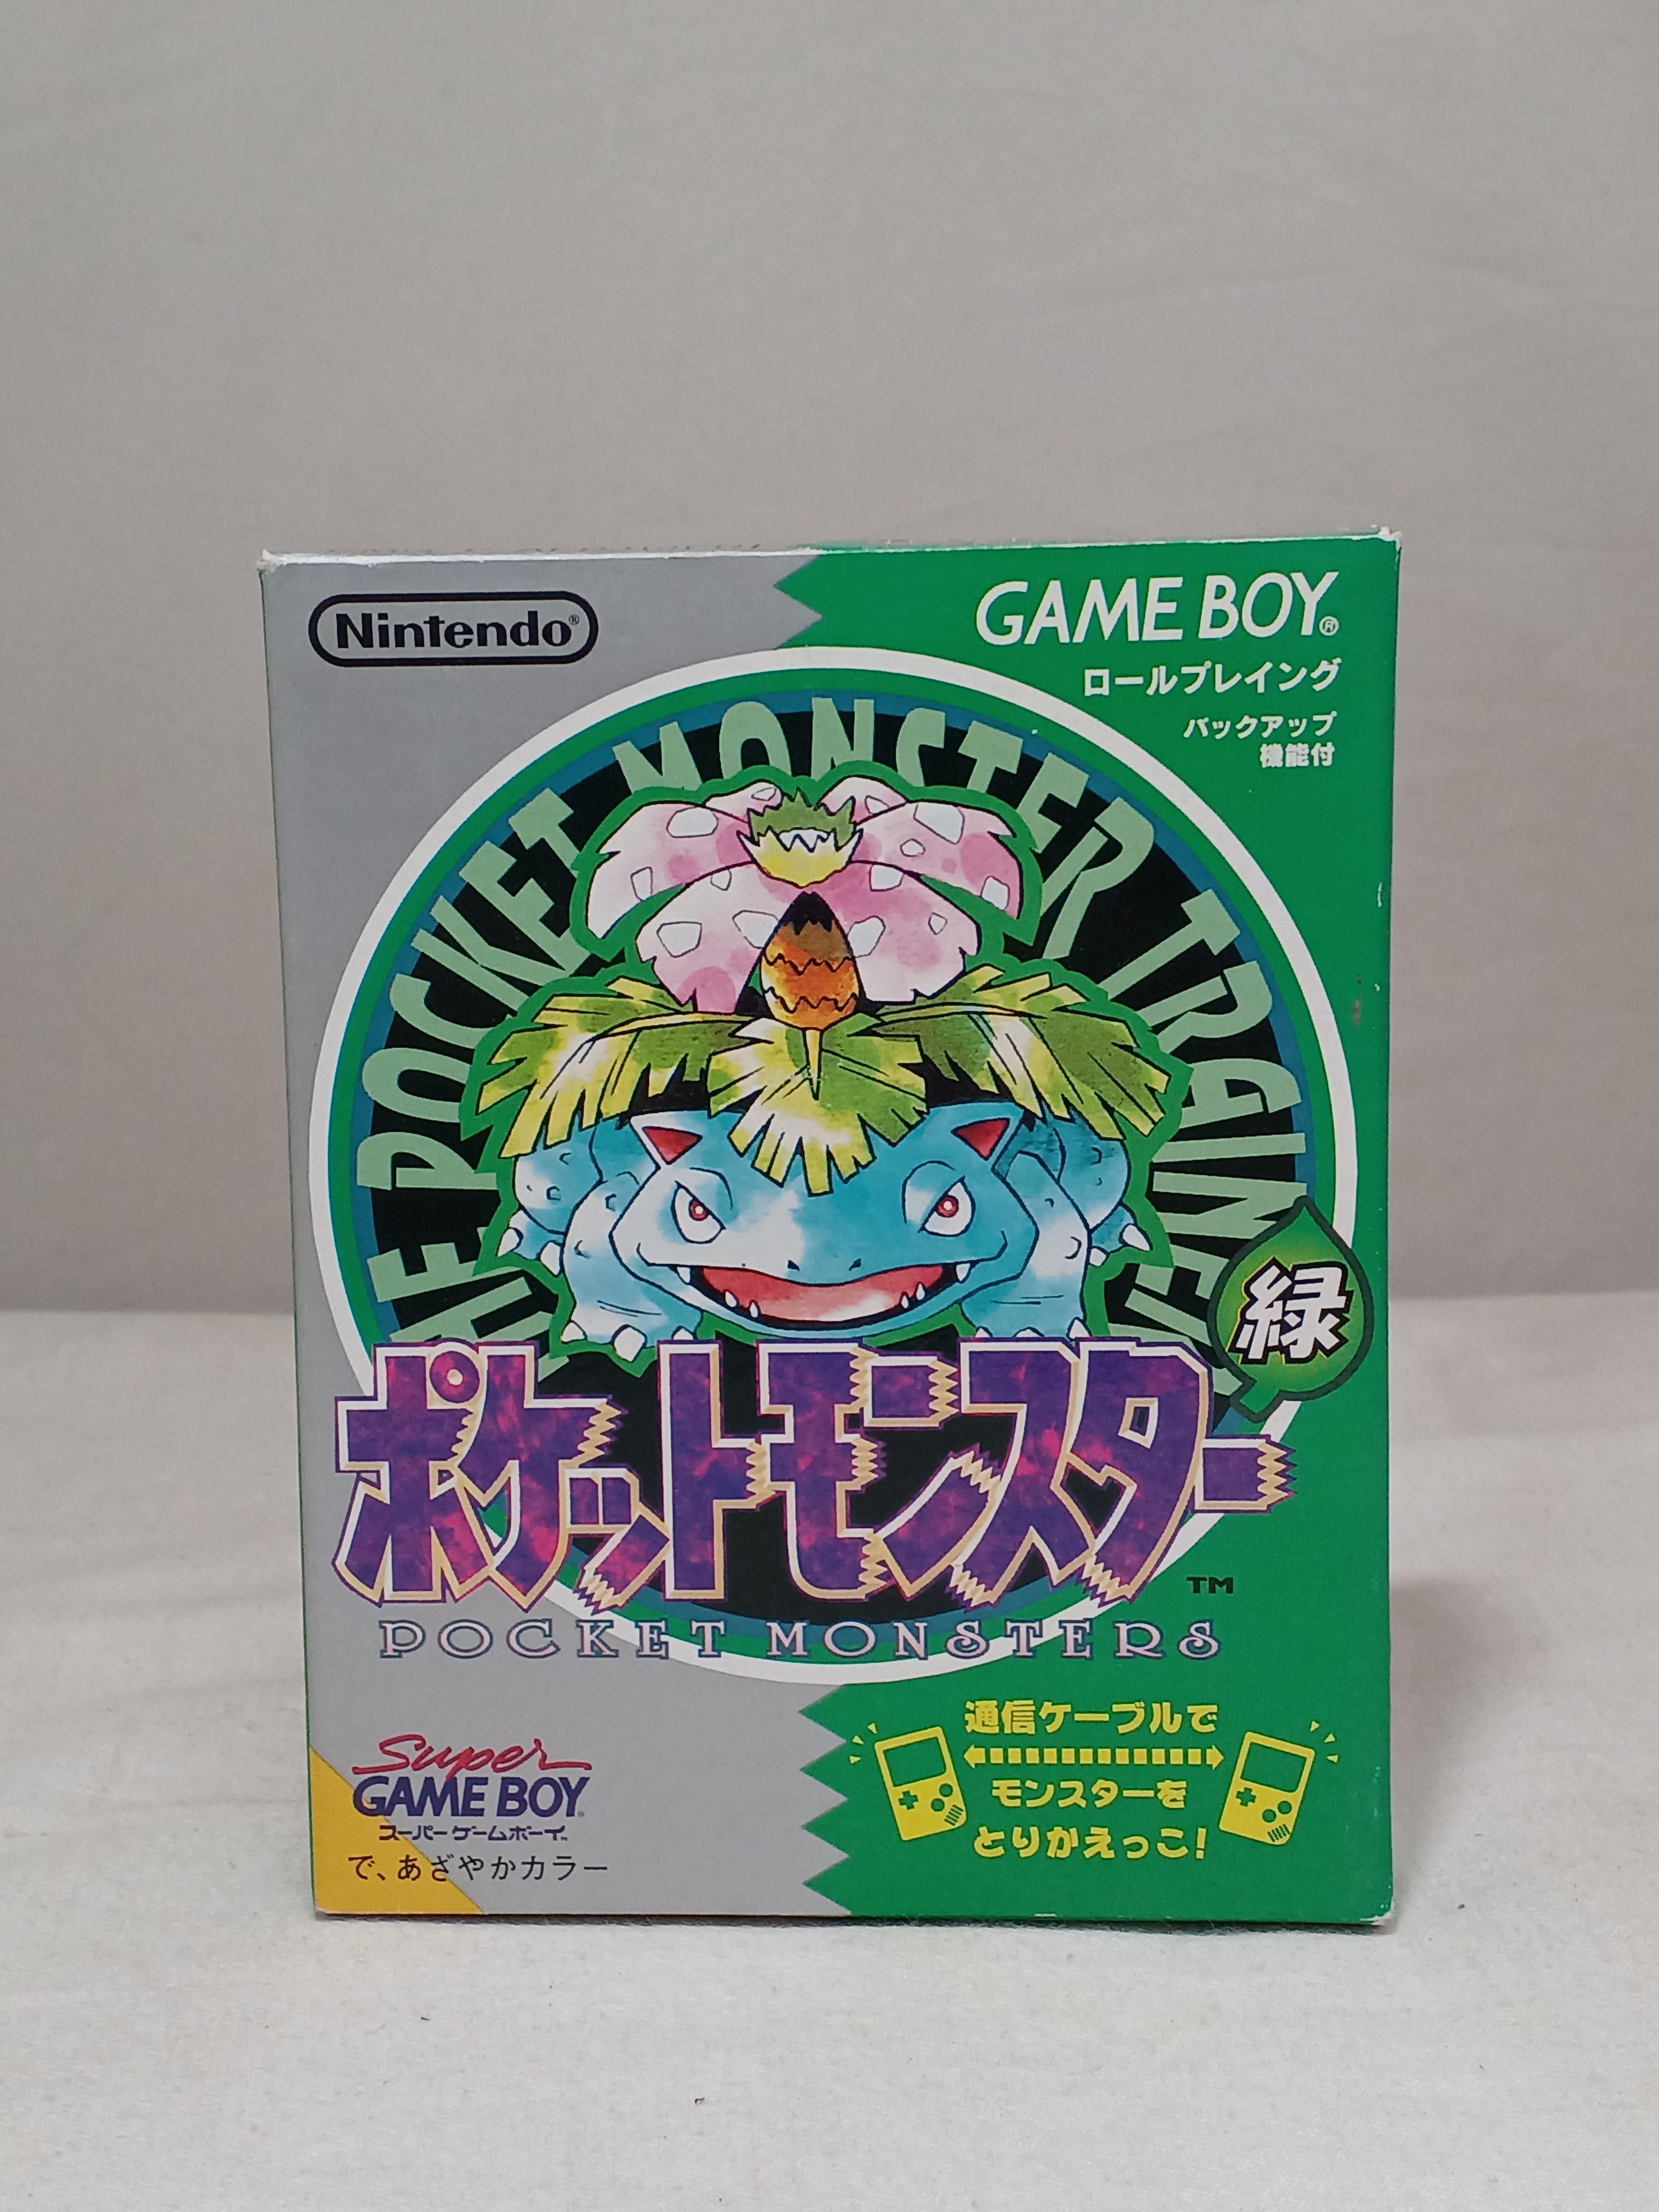 Nintendo®
GAME BOY®
ロールプレイング
バックアップ
機能付
THE POCKET MONSTER TRAINER
緑
ポケットモンスター
TM
POCKET MONSTERS
Super
GAME BOY
スーパーゲームボーイ
で、あざやかカラー
通信ケーブルで
モンスターを
とりかえっこ!